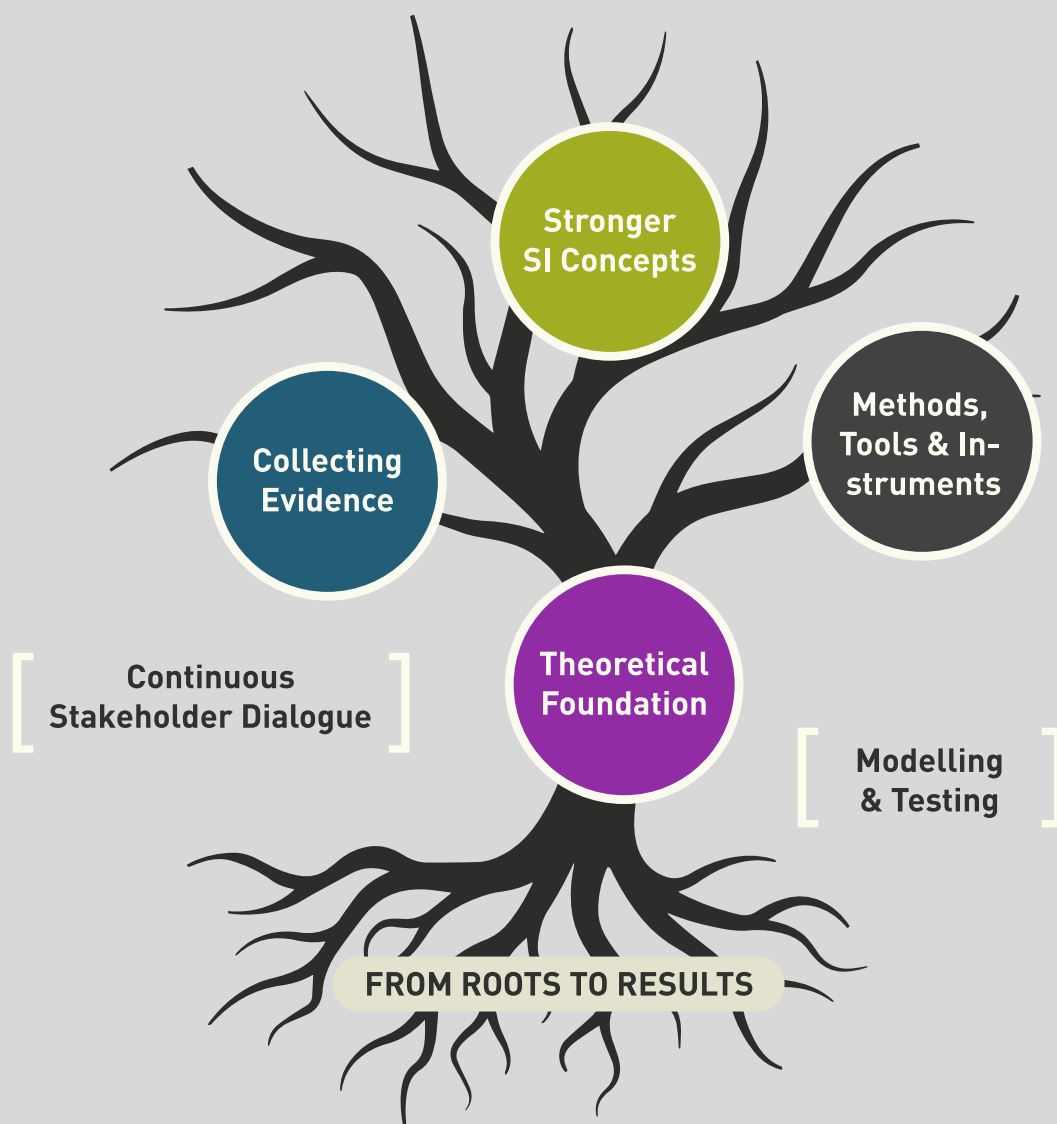 Stronger
SI Concepts
Methods,
Tools & In-
struments
Collecting
Evidence
Theoretical
Foundation
Continuous
Stakeholder Dialogue
Modelling
& Testing
FROM ROOTS TO RESULTS